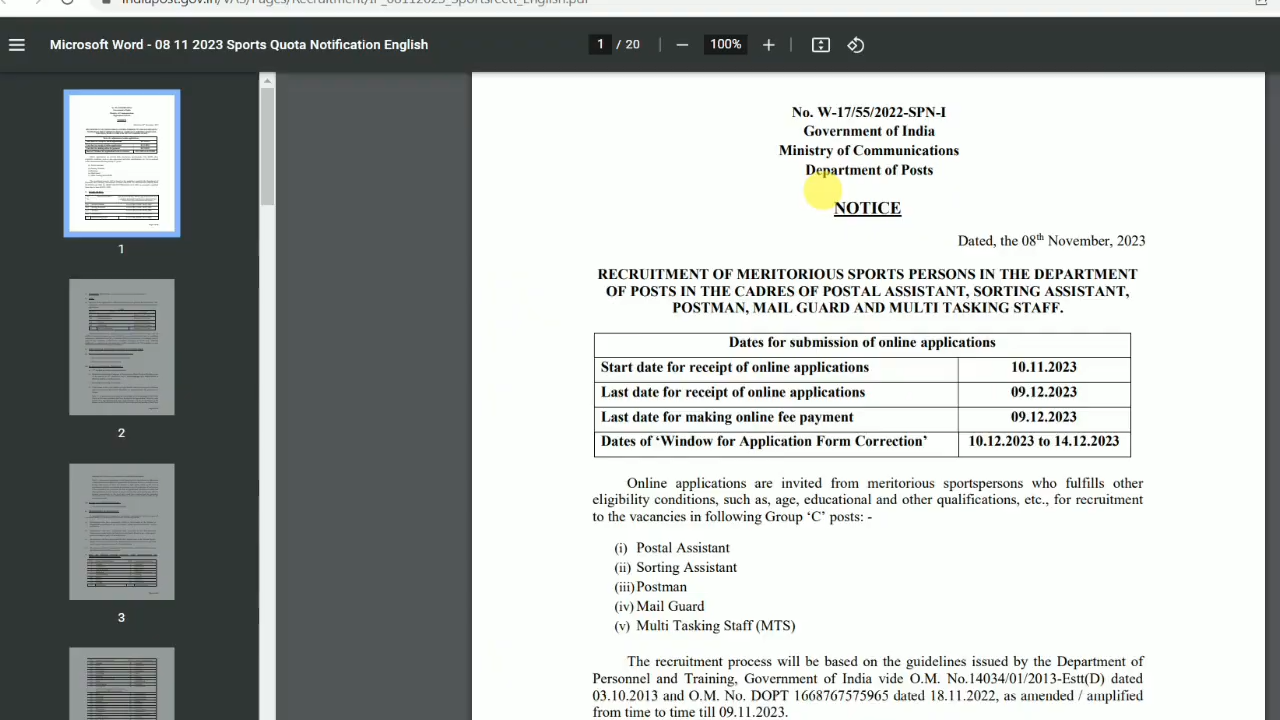 indiapost.gov.in/VAS/Pages/Recruitment/IP_08112023_Sportsrectt_English.pdf
Microsoft Word - 08 11 2023 Sports Quota Notification English
1 / 20
100%
1
2
3
No. W-17/55/2022-SPN-I
Government of India
Ministry of Communications
Department of Posts
NOTICE
Dated, the 08th November, 2023
RECRUITMENT OF MERITORIOUS SPORTS PERSONS IN THE DEPARTMENT
OF POSTS IN THE CADRES OF POSTAL ASSISTANT, SORTING ASSISTANT,
POSTMAN, MAIL GUARD AND MULTI TASKING STAFF.
Dates for submission of online applications
Start date for receipt of online applications 10.11.2023
Last date for receipt of online applications 09.12.2023
Last date for making online fee payment 09.12.2023
Dates of ‘Window for Application Form Correction’ 10.12.2023 to 14.12.2023
Online applications are invited from meritorious sportspersons who fulfills other
eligibility conditions, such as, age, educational and other qualifications, etc., for recruitment
to the vacancies in following Group ‘C’ posts: -
(i) Postal Assistant
(ii) Sorting Assistant
(iii) Postman
(iv) Mail Guard
(v) Multi Tasking Staff (MTS)
The recruitment process will be based on the guidelines issued by the Department of
Personnel and Training, Government of India vide O.M. No.14034/01/2013-Estt(D) dated
03.10.2013 and O.M. No. DOPT 1668767575965 dated 18.11.2022, as amended / amplified
from time to time till 09.11.2023.